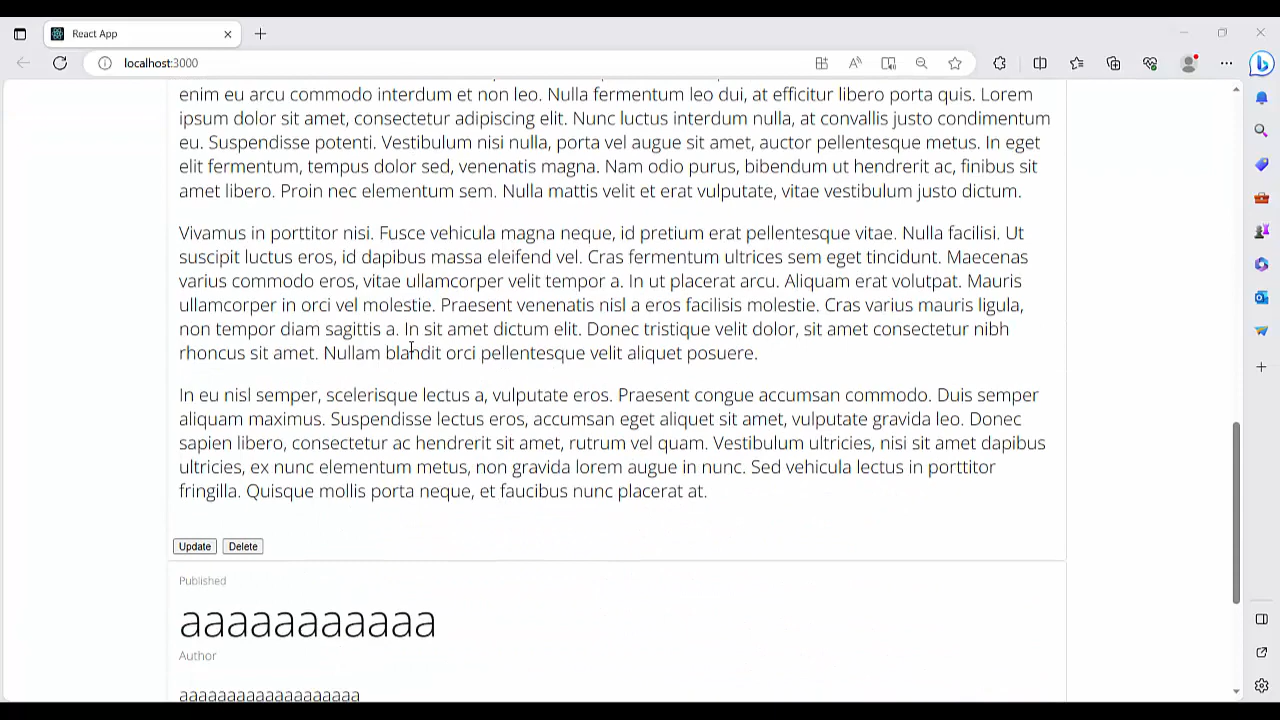 React App
localhost:3000
enim eu arcu commodo interdum et non leo. Nulla fermentum leo dui, at efficitur libero porta quis. Lorem
ipsum dolor sit amet, consectetur adipiscing elit. Nunc luctus interdum nulla, at convallis justo condimentum
eu. Suspendisse potenti. Vestibulum nisi nulla, porta vel augue sit amet, auctor pellentesque metus. In eget
elit fermentum, tempus dolor sed, venenatis magna. Nam odio purus, bibendum ut hendrerit ac, finibus sit
amet libero. Proin nec elementum sem. Nulla mattis velit et erat vulputate, vitae vestibulum justo dictum.
Vivamus in porttitor nisi. Fusce vehicula magna neque, id pretium erat pellentesque vitae. Nulla facilisi. Ut
suscipit luctus eros, id dapibus massa eleifend vel. Cras fermentum ultrices sem eget tincidunt. Maecenas
varius commodo eros, vitae ullamcorper velit tempor a. In ut placerat arcu. Aliquam erat volutpat. Mauris
ullamcorper in orci vel molestie. Praesent venenatis nisl a eros facilisis molestie. Cras varius mauris ligula,
non tempor diam sagittis a. In sit amet dictum elit. Donec tristique velit dolor, sit amet consectetur nibh
rhoncus sit amet. Nullam blandit orci pellentesque velit aliquet posuere.
In eu nisl semper, scelerisque lectus a, vulputate eros. Praesent congue accumsan commodo. Duis semper
aliquam maximus. Suspendisse lectus eros, accumsan eget aliquet sit amet, vulputate gravida leo. Donec
sapien libero, consectetur ac hendrerit sit amet, rutrum vel quam. Vestibulum ultricies, nisi sit amet dapibus
ultricies, ex nunc elementum metus, non gravida lorem augue in nunc. Sed vehicula lectus in porttitor
fringilla. Quisque mollis porta neque, et faucibus nunc placerat at.
Update Delete
Published
aaaaaaaaaaa
Author
aaaaaaaaaaaaaaaaaa